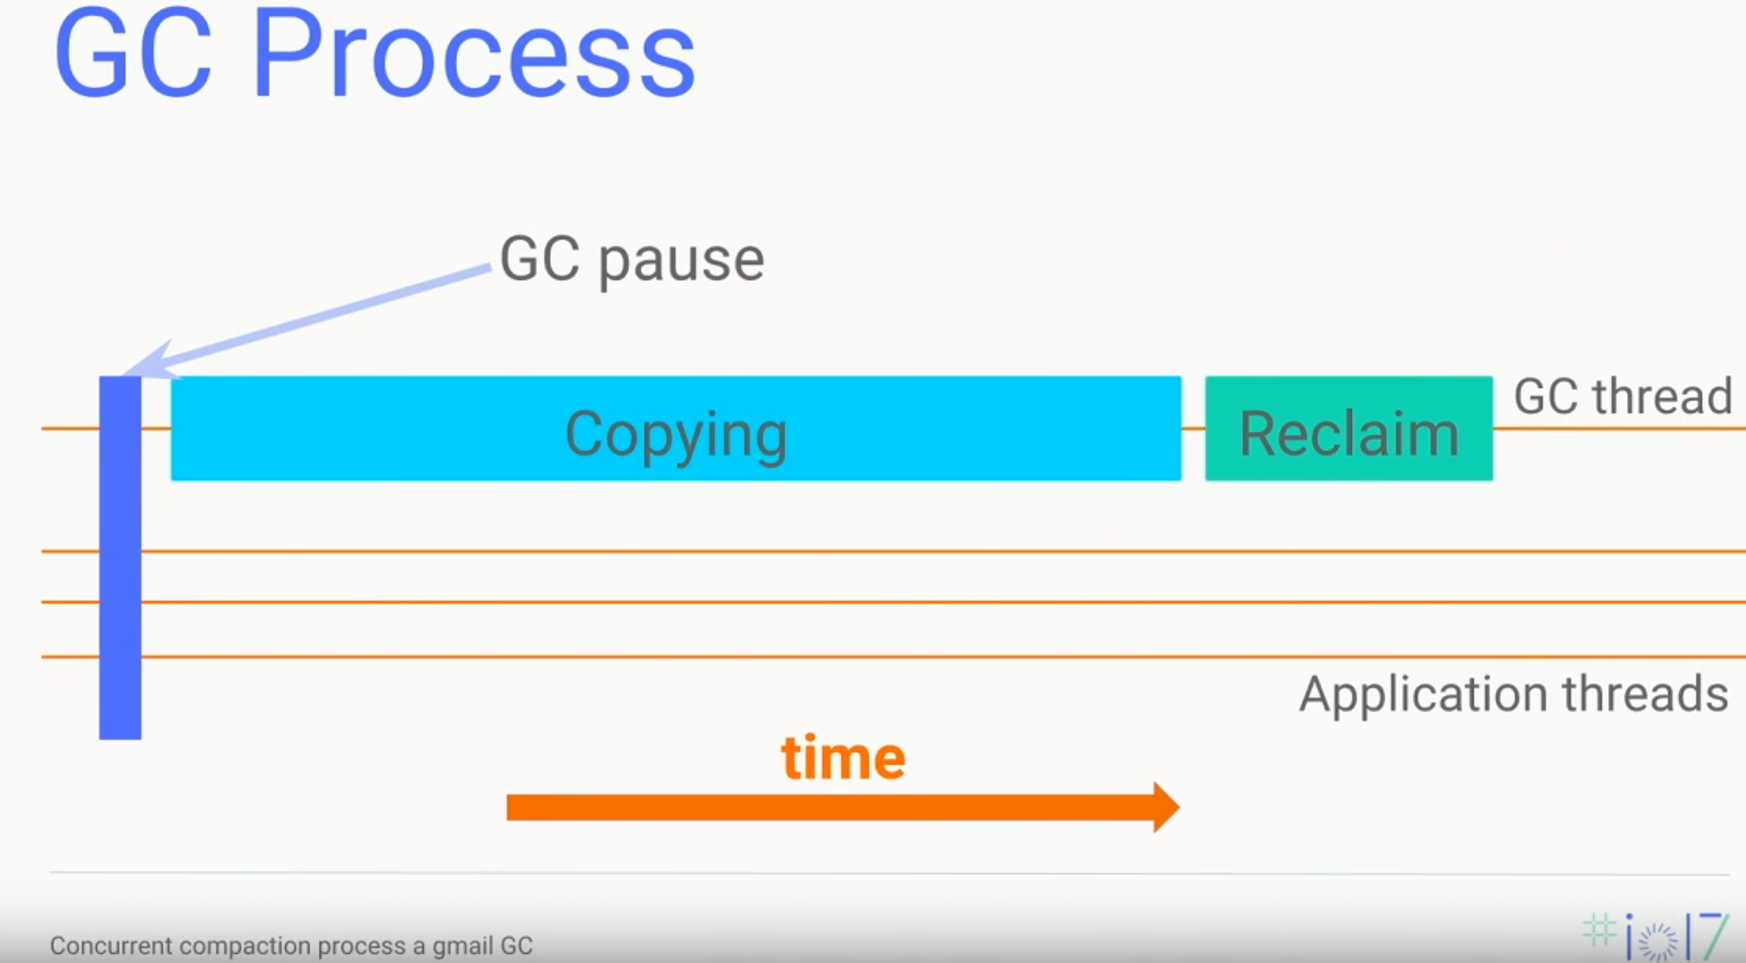 GC Process
GC pause
Copying
Reclaim
GC thread
Application threads
time
Concurrent compaction process a gmail GC
#io17